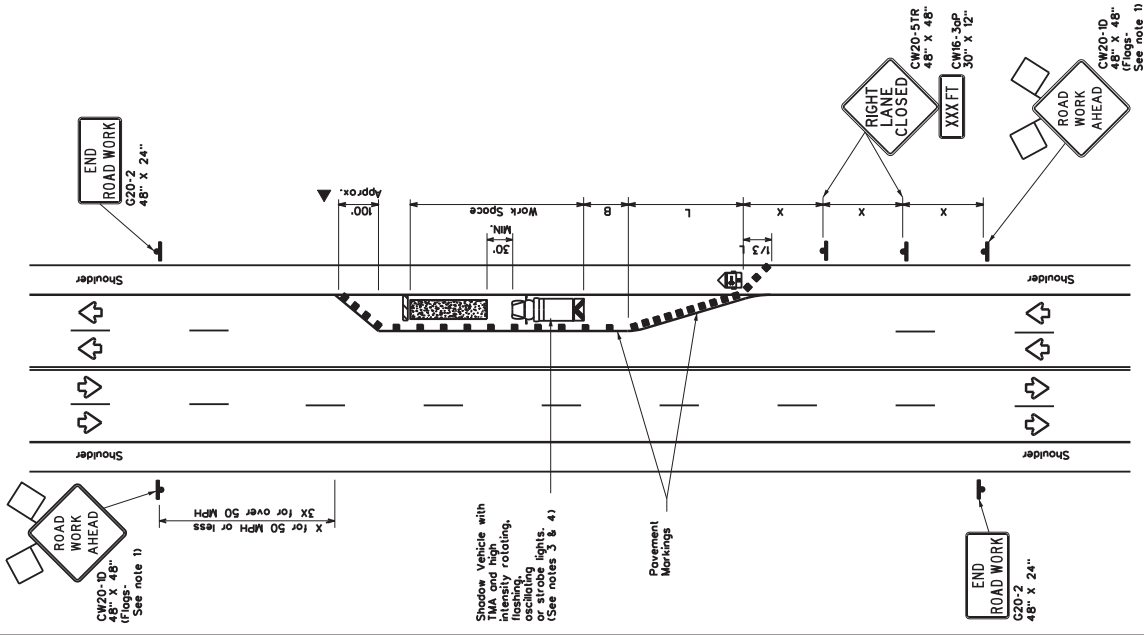 END
ROAD WORK
G20-2
48" X 24"
RIGHT
LANE
CLOSED
XXX FT
CW20-5TR
48" X 48"
CW16-3aP
30" X 12"
ROAD
WORK
AHEAD
CW20-1D
48" X 48"
(Flags-
See note 1)
Approx.
100'
Work Space
MIN.
30'
B
L
X
X
X
1/3 L
Shoulder
Shoulder
Shoulder
Shoulder
ROAD
WORK
AHEAD
CW20-1D
48" X 48"
(Flags-
See note 1)
X for 50 MPH or less
3X for over 50 MPH
Shadow Vehicle with
TMA and high
intensity rotating,
flashing,
oscillating
or strobe lights.
(See notes 3 & 4)
Pavement
Markings
END
ROAD WORK
G20-2
48" X 24"